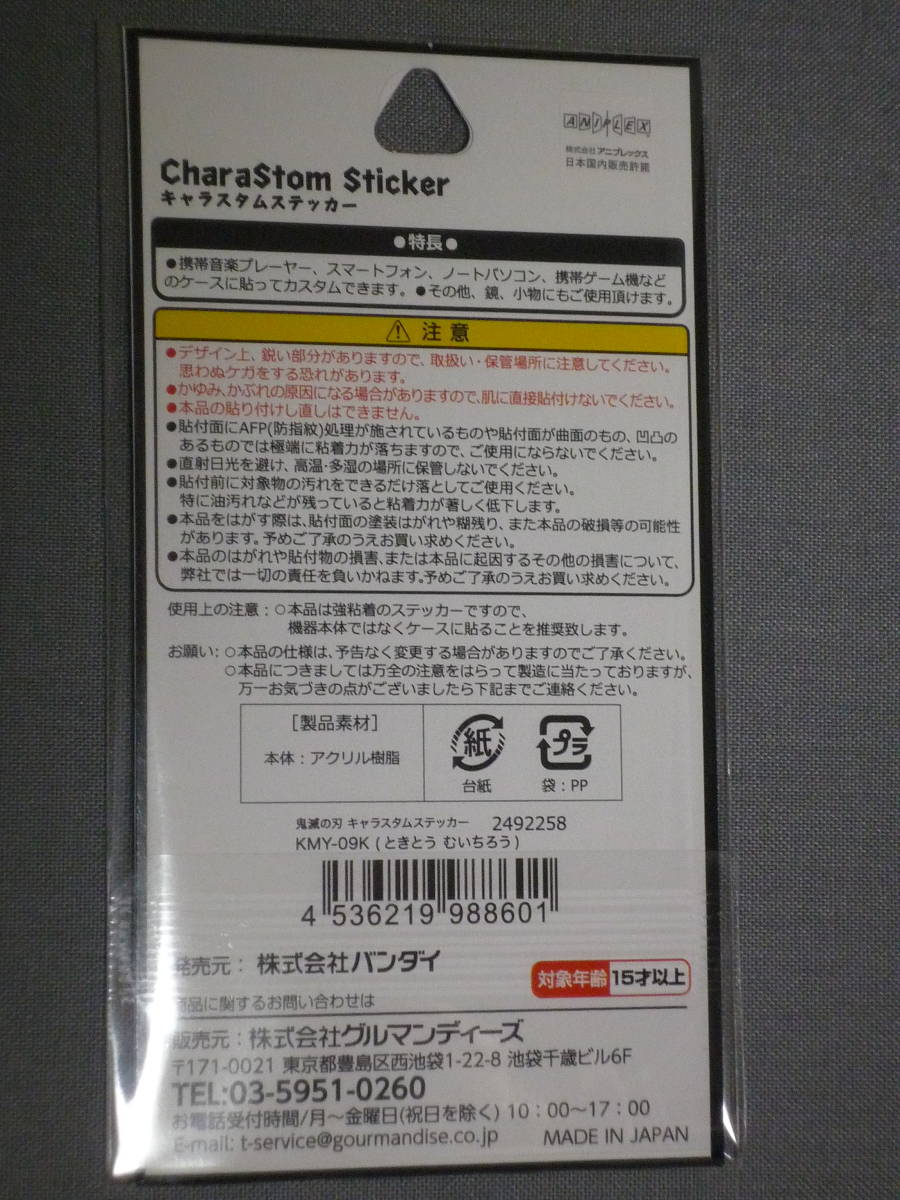 ANIPLEX
株式会社アニプレックス
日本国内販売許諾
CharaStom Sticker
キャラスタムステッカー
●特長●
●携帯音楽プレーヤー、スマートフォン、ノートパソコン、携帯ゲーム機など
のケースに貼ってカスタムできます。●その他、鏡、小物にもご使用頂けます。
注意
●デザイン上、鋭い部分がありますので、取扱い・保管場所に注意してください。
思わぬケガをする恐れがあります。
●かゆみ、かぶれの原因になる場合がありますので、肌に直接貼付けないでください。
●本品の貼り付けし直しはできません。
●貼付面にAFP(防指紋)処理が施されているものや貼付面が曲面のもの、凹凸の
あるものでは極端に粘着力が落ちますので、ご使用にならないでください。
●直射日光を避け、高温・多湿の場所に保管しないでください。
●貼付前に対象物の汚れをできるだけ落としてご使用ください。
特に油汚れなどが残っていると粘着力が著しく低下します。
●本品をはがす際は、貼付面の塗装はがれや糊残り、また本品の破損等の可能性
があります。予めご了承のうえお買い求めください。
●本品のはがれや貼付物の損害、または本品に起因するその他の損害について、
弊社では一切の責任を負いかねます。予めご了承のうえお買い求めください。
使用上の注意：○本品は強粘着のステッカーですので、
機器本体ではなくケースに貼ることを推奨致します。
お願い：○本品の仕様は、予告なく変更する場合がありますのでご了承ください。
○本品につきましては万全の注意をはらって製造に当たっておりますが、
万一お気づきの点がございましたら下記までご連絡ください。
［製品素材］
本体：アクリル樹脂
紙
台紙
プラ
袋：PP
鬼滅の刃 キャラスタムステッカー 2492258
KMY-09K (ときとう むいちろう)
4 536219 988601
発売元：株式会社バンダイ
対象年齢 15才以上
商品に関するお問い合わせは
販売元：株式会社グルマンディーズ
〒171-0021 東京都豊島区西池袋1-22-8 池袋千歳ビル6F
TEL:03-5951-0260
お電話受付時間/月～金曜日(祝日を除く) 10：00～17：00
E-mail: t-service@gourmandise.co.jp MADE IN JAPAN